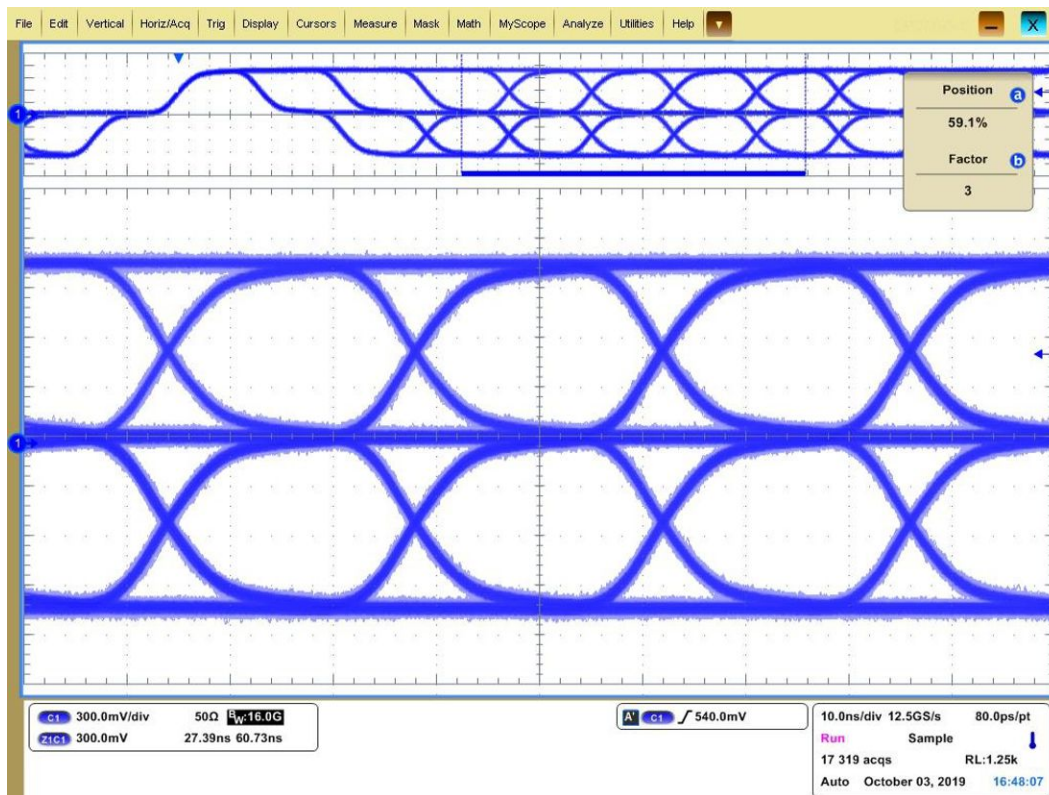 File Edit Vertical Horiz/Acq Trig Display Cursors Measure Mask Math MyScope Analyze Utilities Help
X
Position a
59.1%
Factor b
3
1
1
C1 300.0mV/div 50Ω BW:16.0G
Z1C1 300.0mV 27.39ns 60.73ns
A' C1 540.0mV
10.0ns/div 12.5GS/s 80.0ps/pt
Run Sample
17 319 acqs RL:1.25k
Auto October 03, 2019 16:48:07